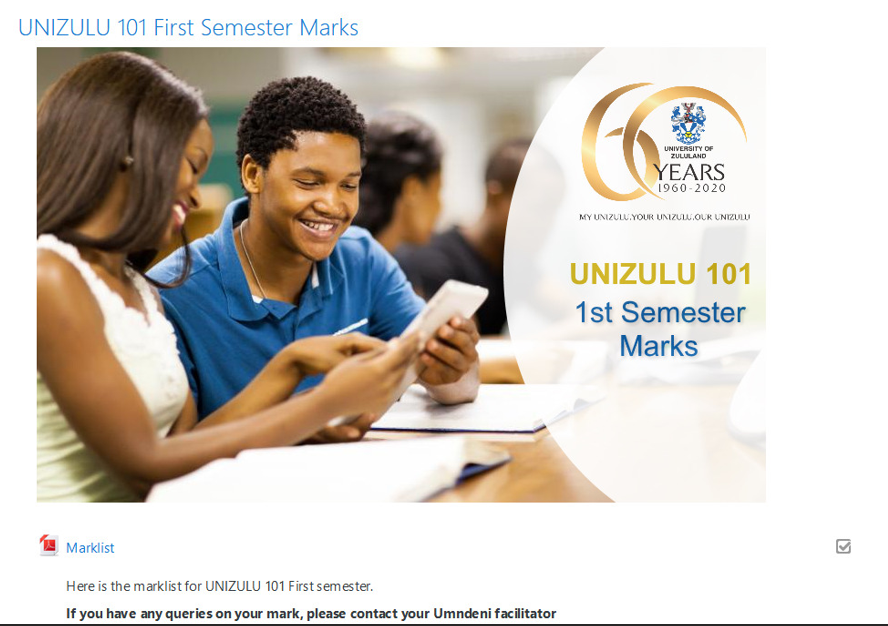 UNIZULU 101 First Semester Marks
60
UNIVERSITY OF
ZULULAND
YEARS
1960-2020
MY UNIZULU.YOUR UNIZULU.OUR UNIZULU
UNIZULU 101
1st Semester
Marks
Marklist
Here is the marklist for UNIZULU 101 First semester.
If you have any queries on your mark, please contact your Umndeni facilitator